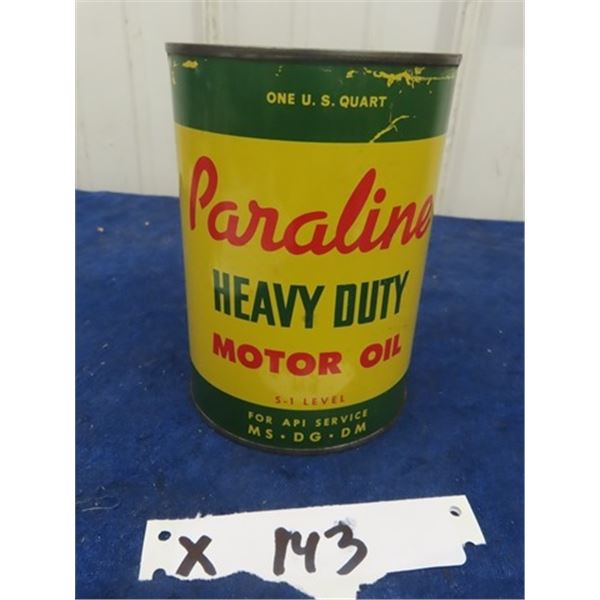 ONE U. S. QUART
Paraline
HEAVY DUTY
MOTOR OIL
S-1 LEVEL
FOR API SERVICE
MS • DG • DM
X 143